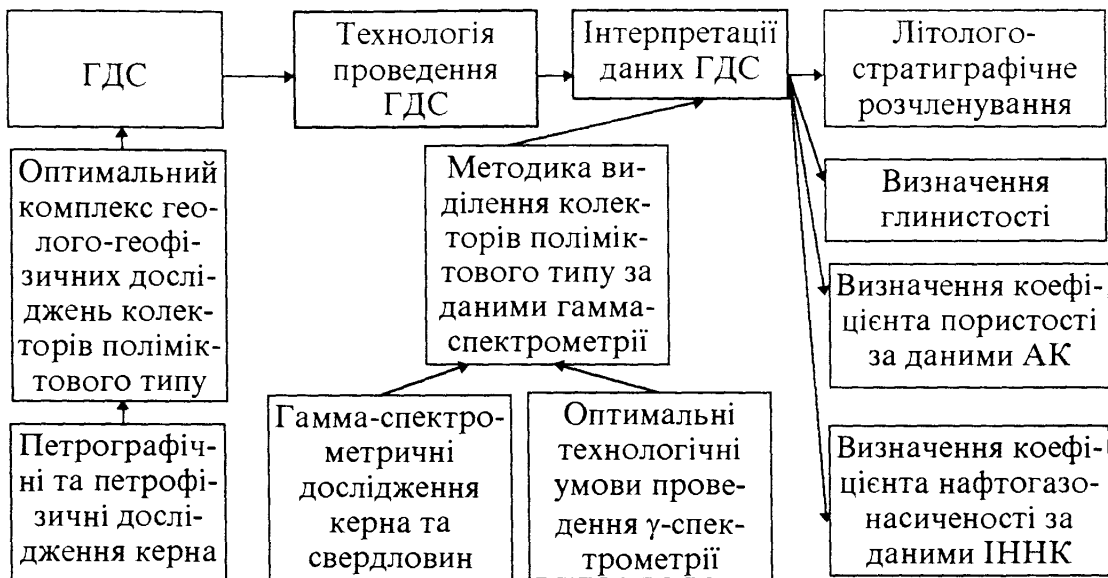 ГДС
Технологія
проведення
ГДС
Інтерпретації
даних ГДС
Літолого-
стратиграфічне
розчленування
Оптимальний
комплекс гео-
лого-геофі-
зичних дослі-
джень колек-
торів полімік-
тового типу
Методика ви-
ділення колек-
торів полімік-
тового типу за
даними гамма-
спектрометрії
Визначення
глинистості
Визначення коефі-
цієнта пористості
за даними АК
Петрографіч-
ні та петрофі-
зичні дослі-
дження керна
Гамма-спектро-
метричні
дослідження
керна та
свердловин
Оптимальні
технологічні
умови прове-
дення γ-спек-
трометрії
Визначення коефі-
цієнта нафтогазо-
насиченості за
даними ІННК